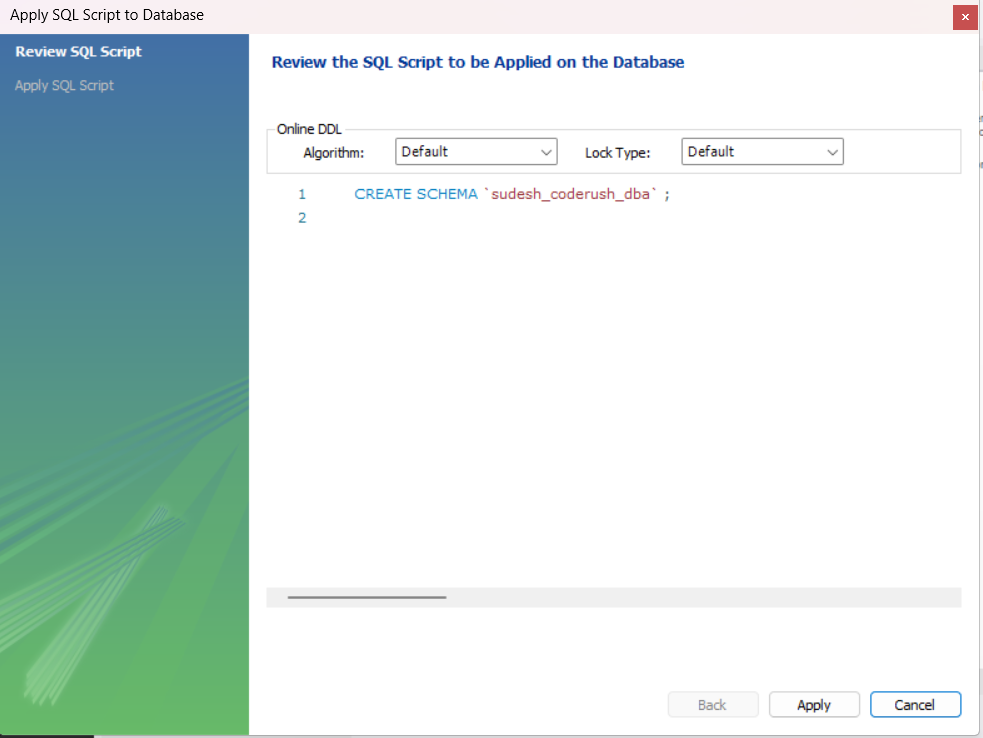 Apply SQL Script to Database
Review SQL Script
Apply SQL Script
Review the SQL Script to be Applied on the Database
Online DDL
Algorithm: Default Lock Type: Default
1 CREATE SCHEMA `sudesh_coderush_dba` ;
2
Back Apply Cancel